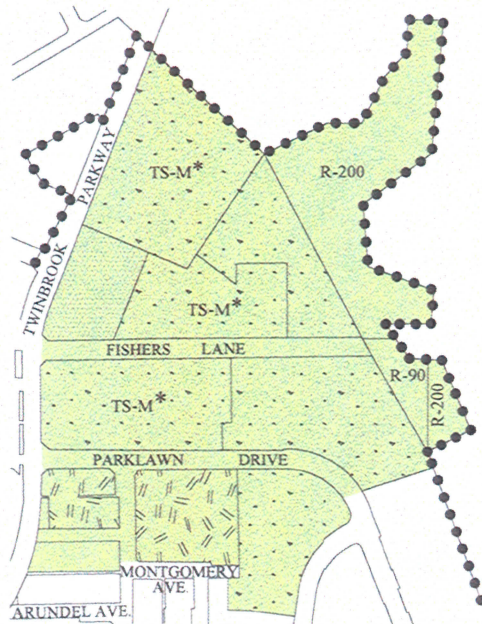 TWINBROOK PARKWAY
TS-M*
R-200
TS-M*
FISHERS LANE
R-90
R-200
TS-M*
PARKLAWN DRIVE
MONTGOMERY
AVE.
ARUNDEL AVE.